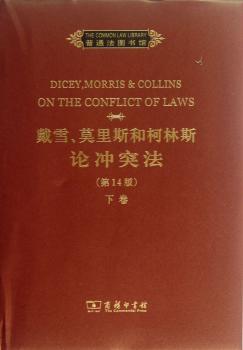 THE COMMON LAW LIBRARY
普通法图书馆
DICEY,MORRIS & COLLINS
ON THE CONFLICT OF LAWS
戴雪、莫里斯和柯林斯
论冲突法
(第14版)
下卷
商务印书馆
The Commercial Press